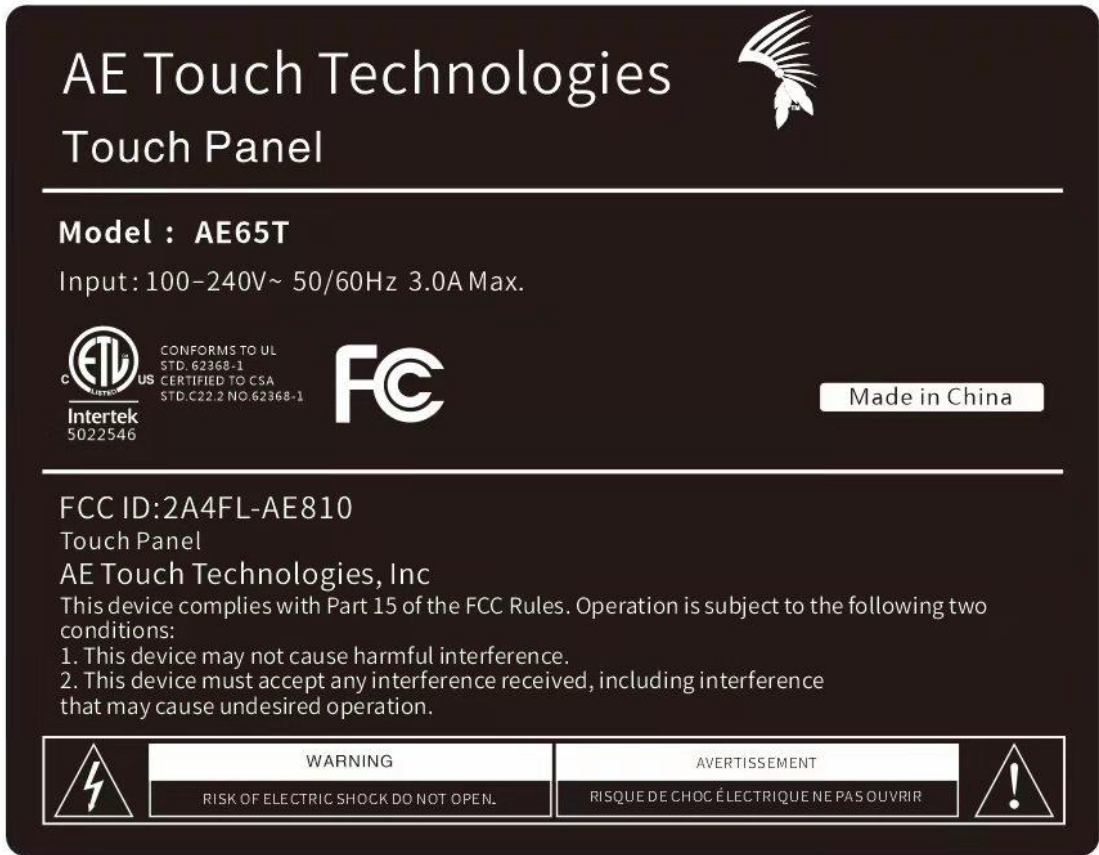 AE Touch Technologies
TM
Touch Panel
Model : AE65T
Input : 100-240V~ 50/60Hz 3.0A Max.
ETL
C US
LISTED
Intertek
5022546
CONFORMS TO UL
STD. 62368-1
CERTIFIED TO CSA
STD.C22.2 NO.62368-1
FC
Made in China
FCC ID:2A4FL-AE810
Touch Panel
AE Touch Technologies, Inc
This device complies with Part 15 of the FCC Rules. Operation is subject to the following two
conditions:
1. This device may not cause harmful interference.
2. This device must accept any interference received, including interference
that may cause undesired operation.
WARNING
RISK OF ELECTRIC SHOCK DO NOT OPEN.
AVERTISSEMENT
RISQUE DE CHOC ÉLECTRIQUE NE PAS OUVRIR